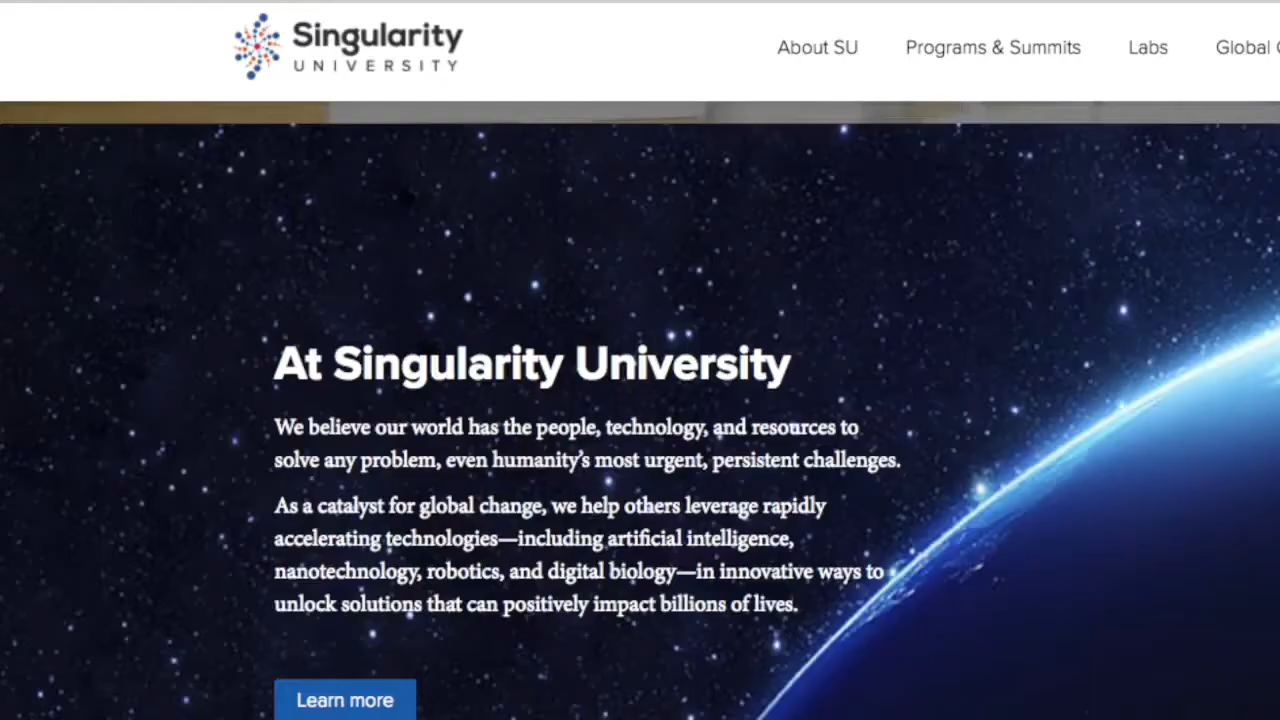 Singularity
UNIVERSITY
About SU
Programs & Summits
Labs
Global
At Singularity University
We believe our world has the people, technology, and resources to
solve any problem, even humanity's most urgent, persistent challenges.
As a catalyst for global change, we help others leverage rapidly
accelerating technologies—including artificial intelligence,
nanotechnology, robotics, and digital biology—in innovative ways to
unlock solutions that can positively impact billions of lives.
Learn more